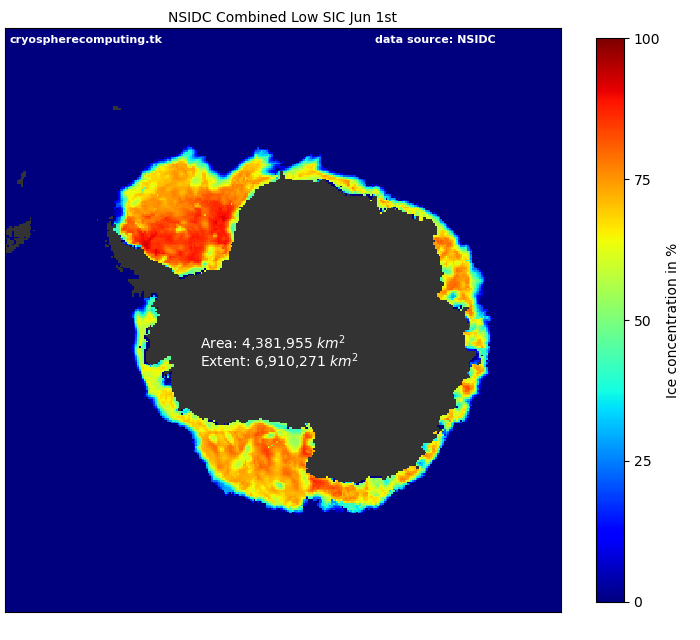 NSIDC Combined Low SIC Jun 1st
cryospherecomputing.tk data source: NSIDC
Area: 4,381,955 km²
Extent: 6,910,271 km²
100
75
50
25
0
Ice concentration in %